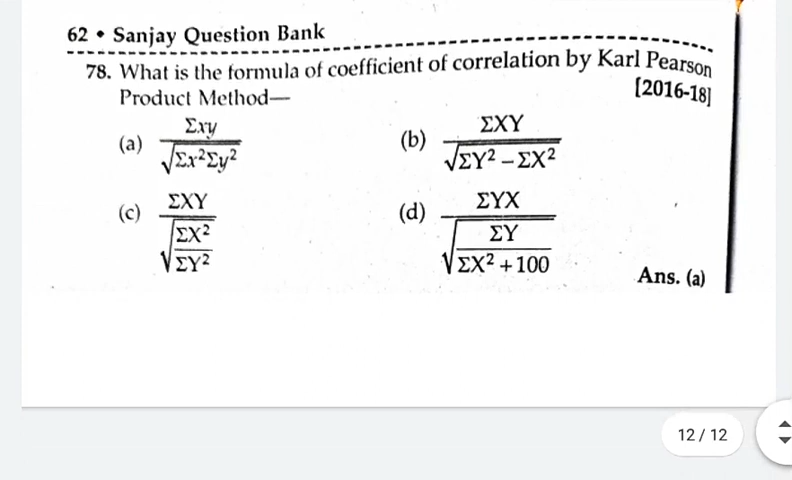 62 • Sanjay Question Bank
78. What is the formula of coefficient of correlation by Karl Pearson
Product Method— [2016-18]
(a) Σxy / √Σx²Σy²
(b) ΣXY / √ΣY² – ΣX²
(c) ΣXY / √ΣX² / ΣY²
(d) ΣYX / √ΣY / ΣX² + 100
Ans. (a)
12 / 12